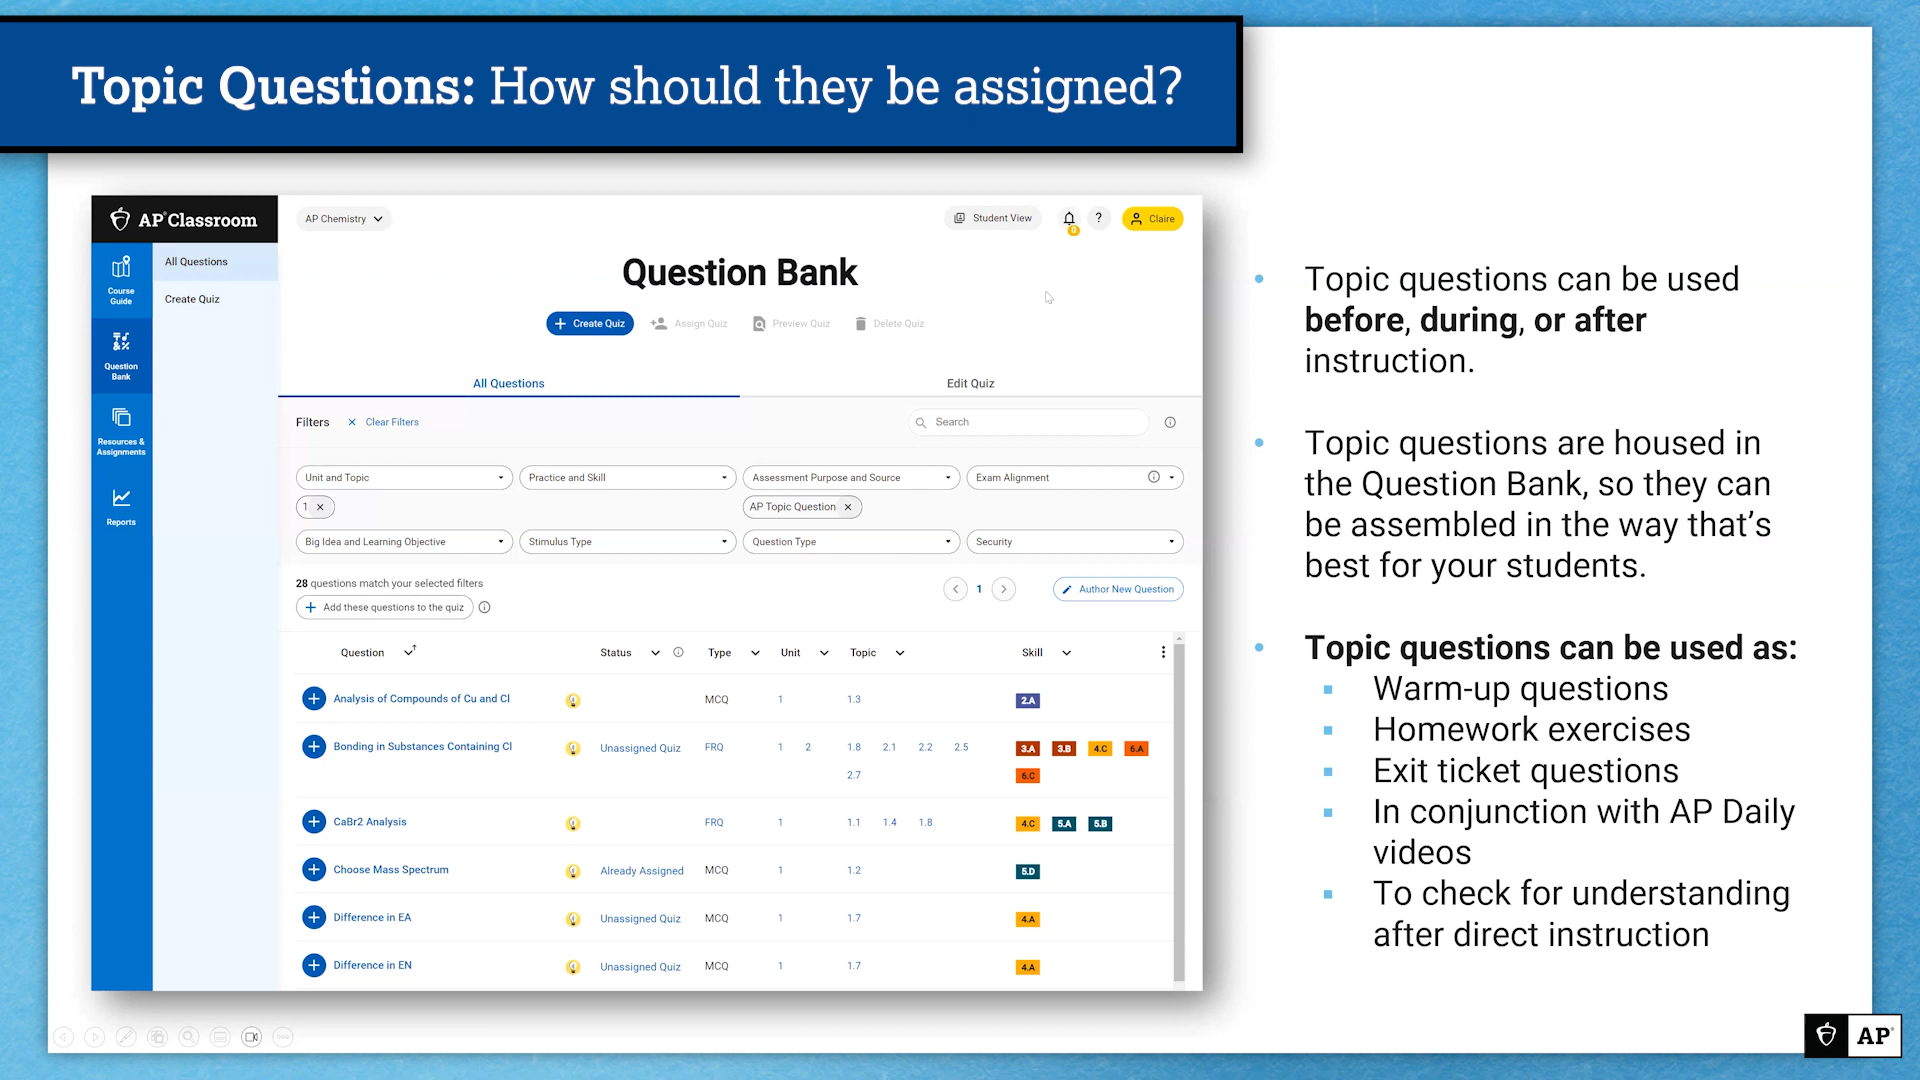 Topic Questions: How should they be assigned?
AP Classroom
AP Chemistry
Student View
0
?
Claire
Course
Guide
Question
Bank
Resources &
Assignments
Reports
All Questions
Create Quiz
Question Bank
Create Quiz
Assign Quiz
Preview Quiz
Delete Quiz
All Questions
Edit Quiz
Filters
Clear Filters
Search
Unit and Topic
Practice and Skill
Assessment Purpose and Source
Exam Alignment
1
AP Topic Question
Big Idea and Learning Objective
Stimulus Type
Question Type
Security
28 questions match your selected filters
1
Author New Question
Add these questions to the quiz
Question Status Type Unit Topic Skill
Analysis of Compounds of Cu and Cl MCQ 1 1.3 2.A
Bonding in Substances Containing Cl Unassigned Quiz FRQ 1 2 1.8 2.1 2.2 2.5 3.A 3.B 4.C 6.A
2.7 6.C
CaBr2 Analysis FRQ 1 1.1 1.4 1.8 4.C 5.A 5.B
Choose Mass Spectrum Already Assigned MCQ 1 1.2 5.D
Difference in EA Unassigned Quiz MCQ 1 1.7 4.A
Difference in EN Unassigned Quiz MCQ 1 1.7 4.A
Topic questions can be used
before, during, or after
instruction.
Topic questions are housed in
the Question Bank, so they can
be assembled in the way that's
best for your students.
Topic questions can be used as:
Warm-up questions
Homework exercises
Exit ticket questions
In conjunction with AP Daily
videos
To check for understanding
after direct instruction
AP